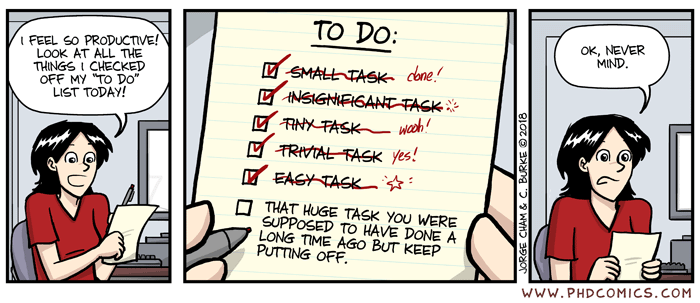 I FEEL SO PRODUCTIVE!
LOOK AT ALL THE
THINGS I CHECKED
OFF MY "TO DO"
LIST TODAY!
TO DO:
SMALL TASK done!
INSIGNIFICANT TASK
TINY TASK wooh!
TRIVIAL TASK yes!
EASY TASK
THAT HUGE TASK YOU WERE
SUPPOSED TO HAVE DONE A
LONG TIME AGO BUT KEEP
PUTTING OFF.
OK, NEVER
MIND.
JORGE CHAM & C. BURKE © 2018
WWW.PHDCOMICS.COM